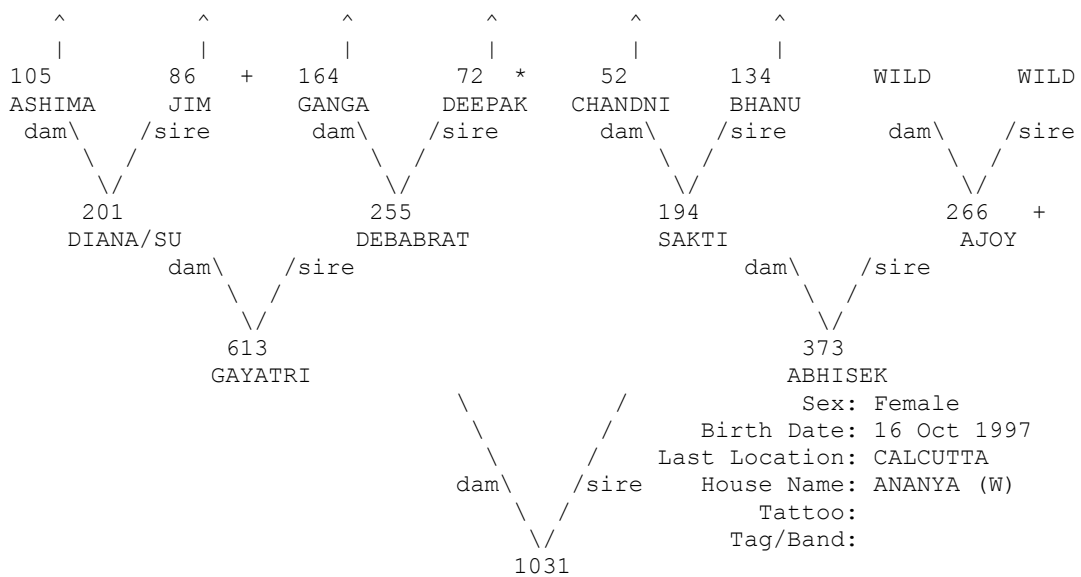 ^ ^ ^ ^ ^ ^
| | | | | |
105 86 + 164 72 * 52 134 WILD WILD
ASHIMA JIM GANGA DEEPAK CHANDNI BHANU
dam\ /sire dam\ /sire dam\ /sire dam\ /sire
\ / \ / \ / \ /
\/ \/ \/ \/
201 255 194 266 +
DIANA/SU DEBABRAT SAKTI AJOY
dam\ /sire dam\ /sire
\ / \ /
\/ \/
613 373
GAYATRI ABHISEK
\ / Sex: Female
\ / Birth Date: 16 Oct 1997
\ / Last Location: CALCUTTA
dam\ /sire House Name: ANANYA (W)
\ / Tattoo:
\/ Tag/Band:
1031